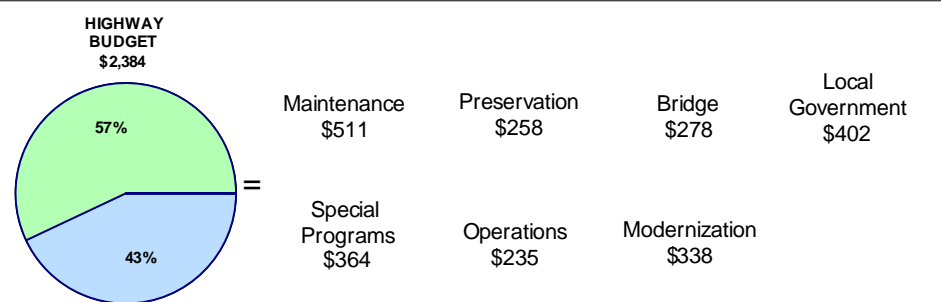 HIGHWAY
BUDGET
$2,384
57%
43%
=
Maintenance
$511
Preservation
$258
Bridge
$278
Local
Government
$402
Special
Programs
$364
Operations
$235
Modernization
$338